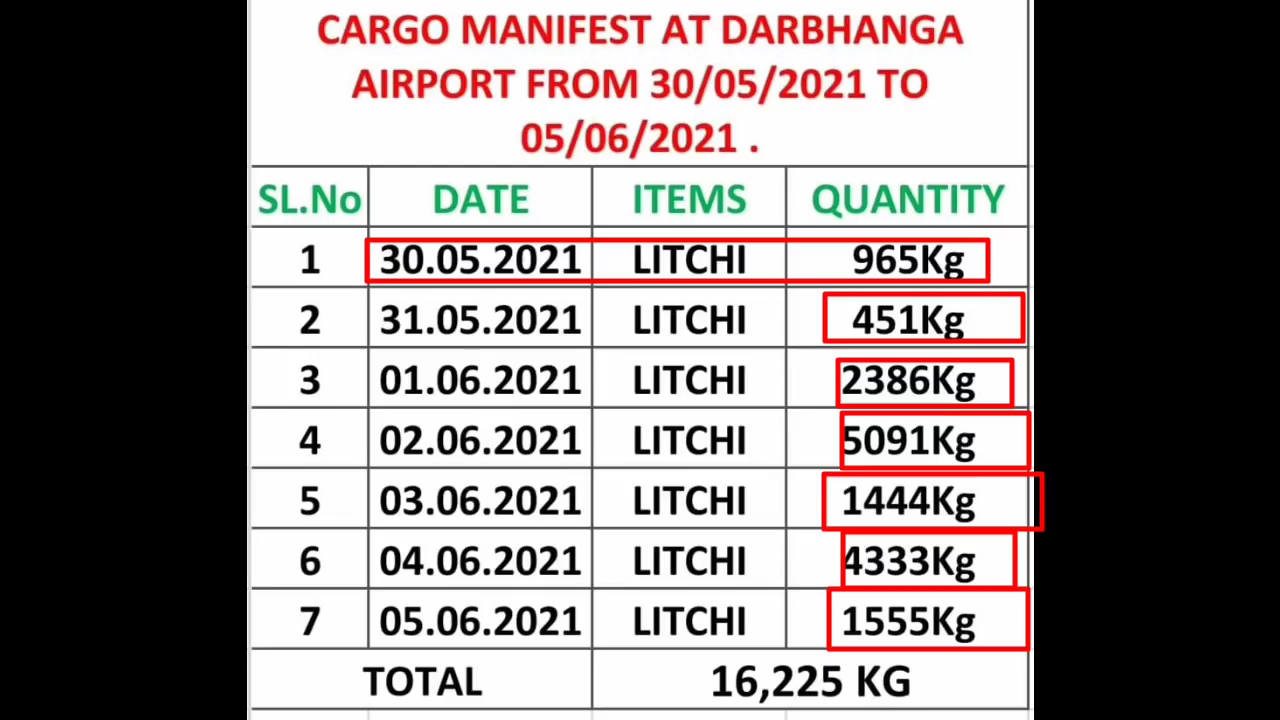 CARGO MANIFEST AT DARBHANGA
AIRPORT FROM 30/05/2021 TO
05/06/2021 .
SL.No DATE ITEMS QUANTITY
1 30.05.2021 LITCHI 965Kg
2 31.05.2021 LITCHI 451Kg
3 01.06.2021 LITCHI 2386Kg
4 02.06.2021 LITCHI 5091Kg
5 03.06.2021 LITCHI 1444Kg
6 04.06.2021 LITCHI 4333Kg
7 05.06.2021 LITCHI 1555Kg
TOTAL 16,225 KG